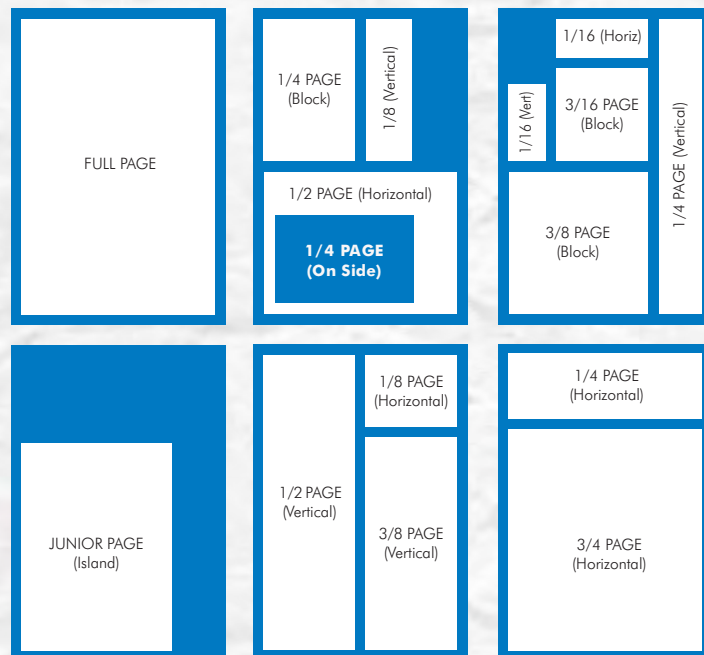 FULL PAGE
1/4 PAGE
(Block)
1/8 (Vertical)
1/2 PAGE (Horizontal)
1/4 PAGE
(On Side)
1/16 (Horiz)
1/16 (Vert)
3/16 PAGE
(Block)
1/4 PAGE (Vertical)
3/8 PAGE
(Block)
JUNIOR PAGE
(Island)
1/2 PAGE
(Vertical)
1/8 PAGE
(Horizontal)
3/8 PAGE
(Vertical)
1/4 PAGE
(Horizontal)
3/4 PAGE
(Horizontal)